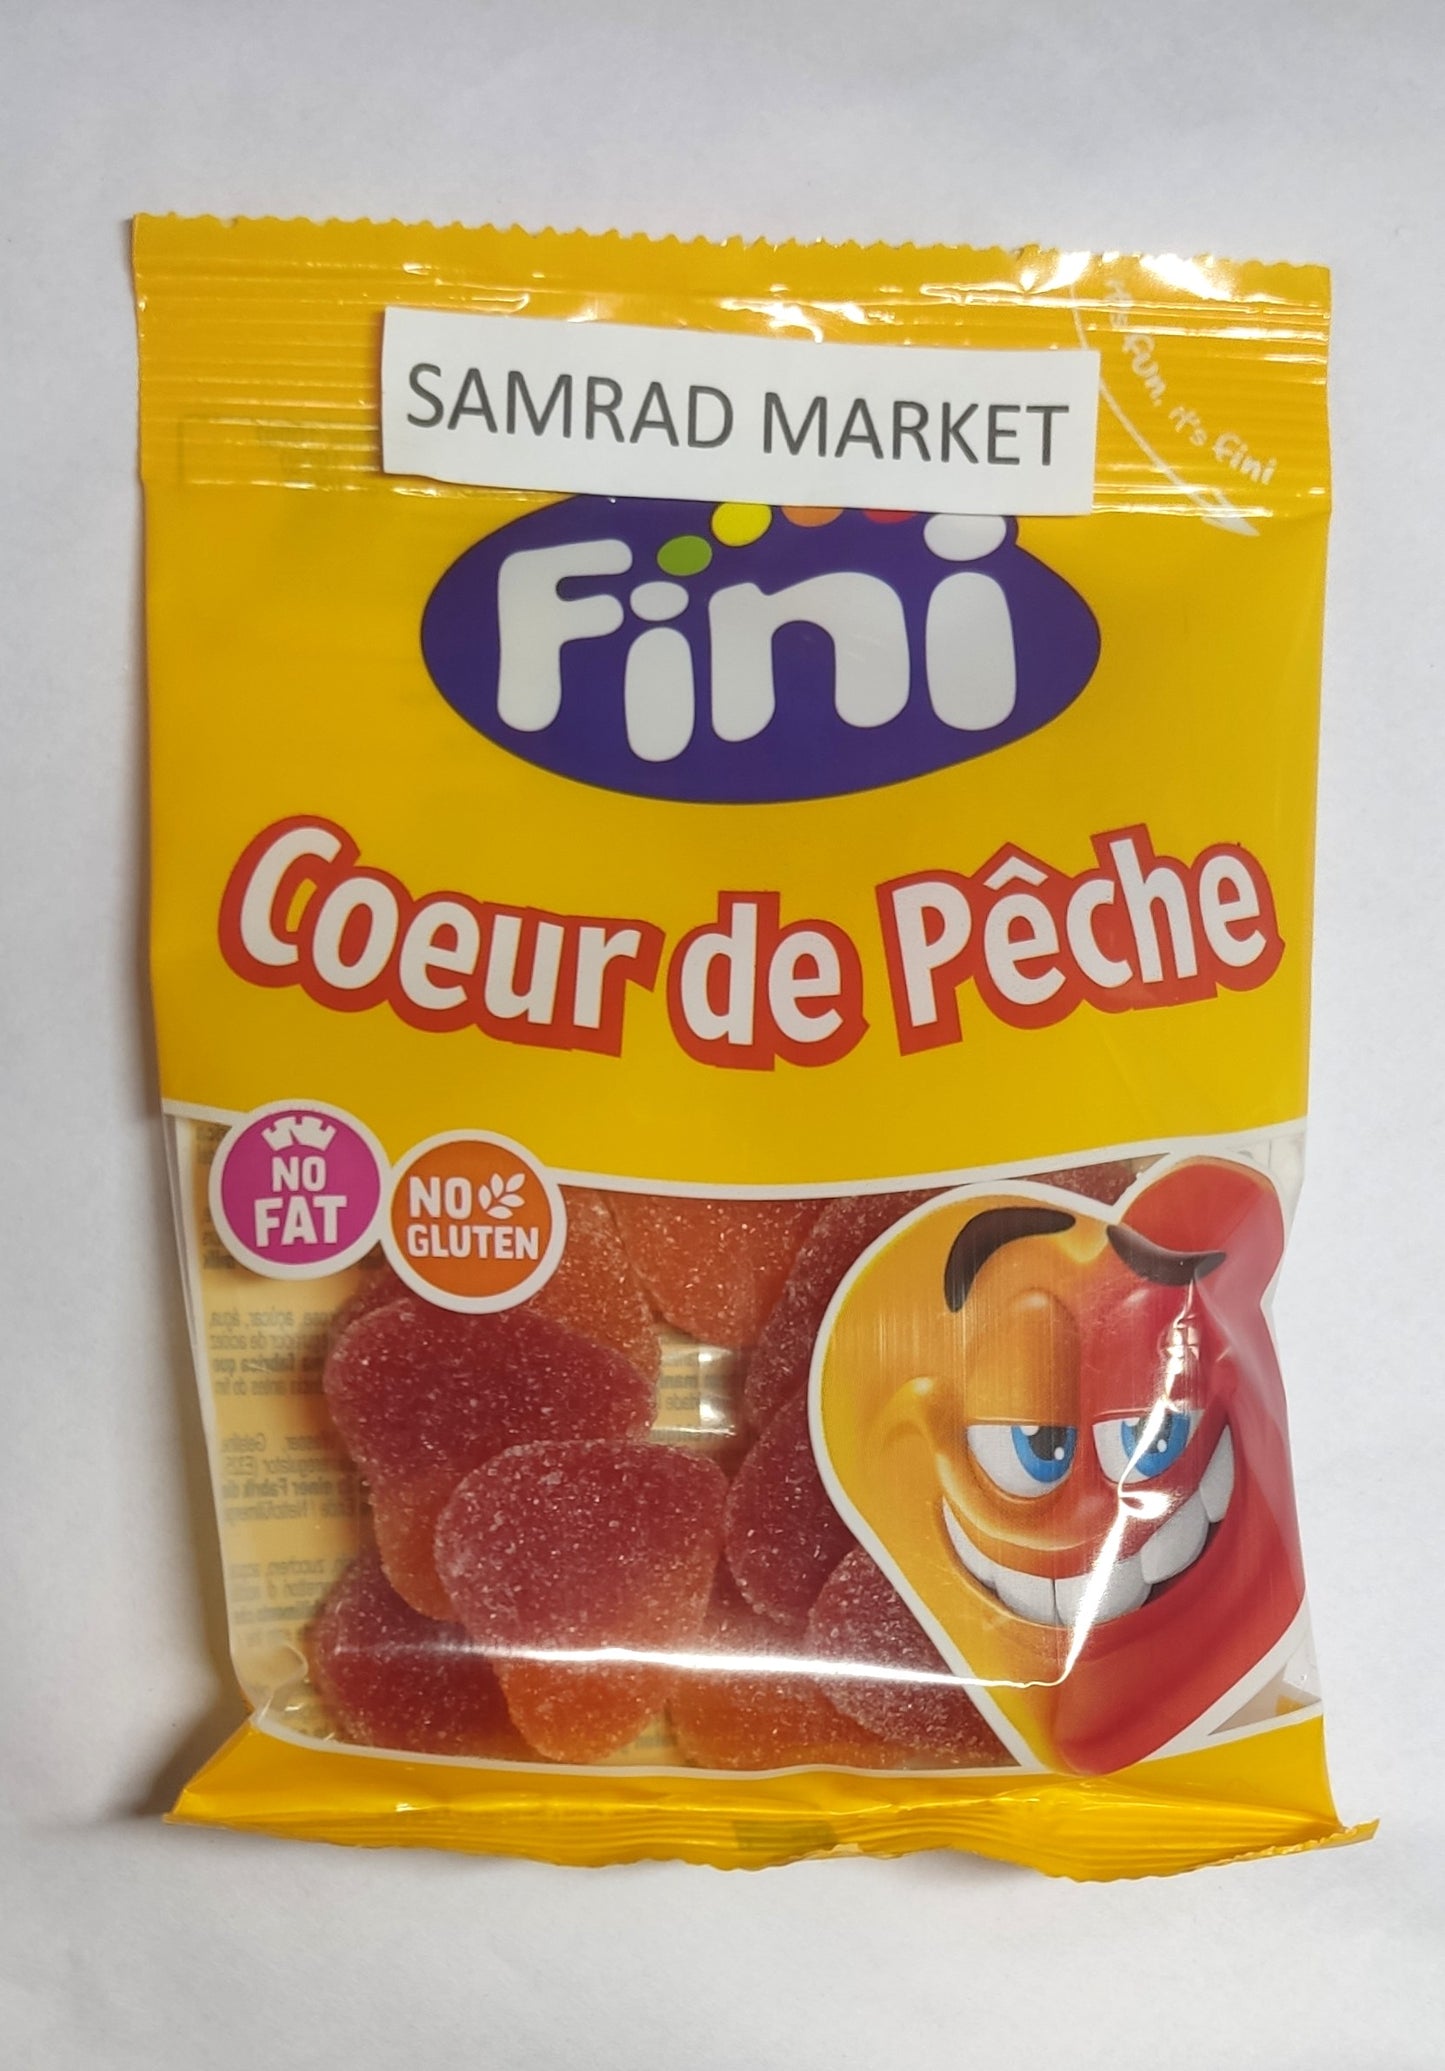 SAMRAD MARKET
it's fun, it's fini
Fini
Coeur de Pêche
NO
FAT
NO
GLUTEN